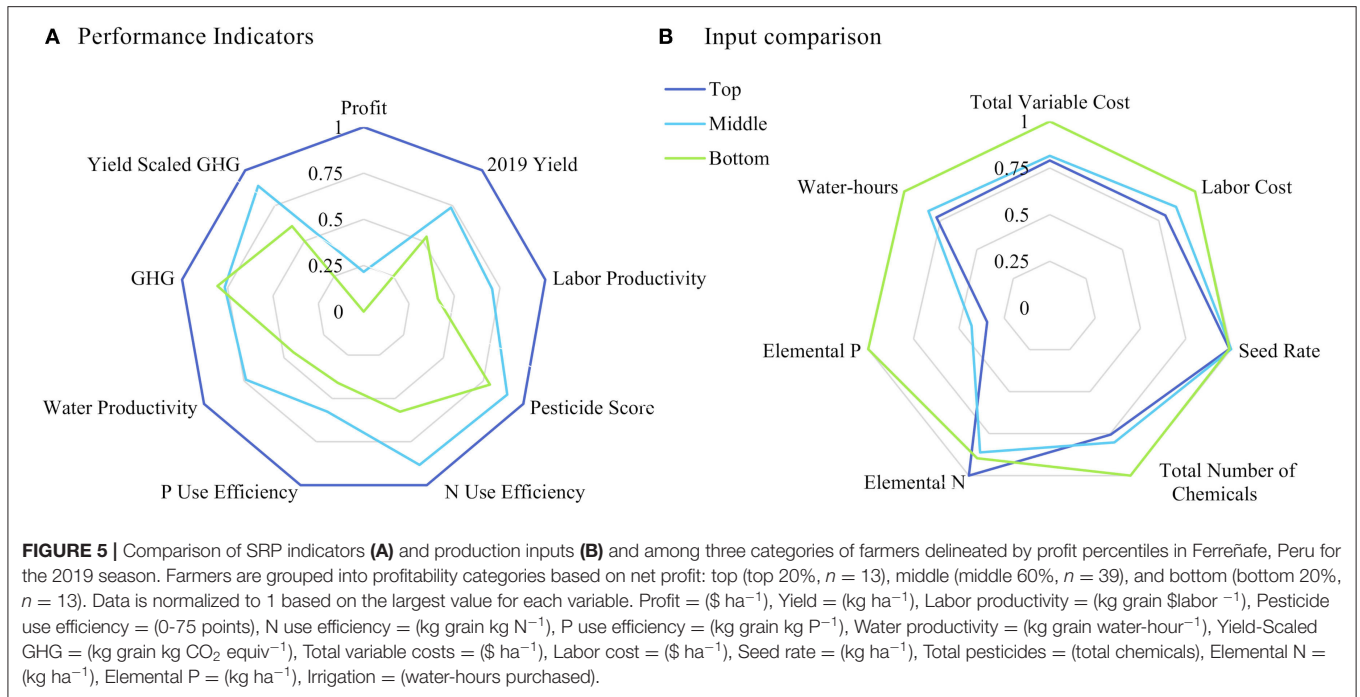 A Performance Indicators
Profit
1
Yield Scaled GHG
2019 Yield
0.75
0.5
GHG
0.25
Labor Productivity
0
Water Productivity
Pesticide Score
P Use Efficiency
N Use Efficiency
B Input comparison
Top
Middle
Bottom
Total Variable Cost
1
Water-hours
0.75
Labor Cost
0.5
0.25
0
Elemental P
Seed Rate
Elemental N
Total Number of
Chemicals
FIGURE 5 | Comparison of SRP indicators (A) and production inputs (B) and among three categories of farmers delineated by profit percentiles in Ferreñafe, Peru for
the 2019 season. Farmers are grouped into profitability categories based on net profit: top (top 20%, n = 13), middle (middle 60%, n = 39), and bottom (bottom 20%,
n = 13). Data is normalized to 1 based on the largest value for each variable. Profit = ($ ha⁻¹), Yield = (kg ha⁻¹), Labor productivity = (kg grain $labor ⁻¹), Pesticide
use efficiency = (0-75 points), N use efficiency = (kg grain kg N⁻¹), P use efficiency = (kg grain kg P⁻¹), Water productivity = (kg grain water-hour⁻¹), Yield-Scaled
GHG = (kg grain kg CO₂ equiv⁻¹), Total variable costs = ($ ha⁻¹), Labor cost = ($ ha⁻¹), Seed rate = (kg ha⁻¹), Total pesticides = (total chemicals), Elemental N =
(kg ha⁻¹), Elemental P = (kg ha⁻¹), Irrigation = (water-hours purchased).